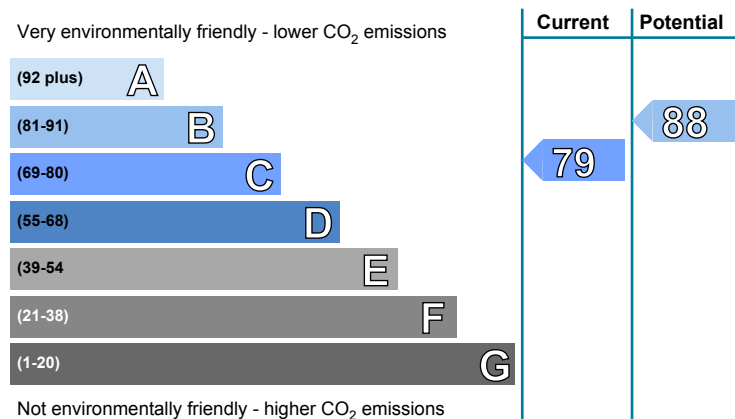 Very environmentally friendly - lower CO₂ emissions
Current
Potential
(92 plus) A
(81-91) B
88
(69-80) C
79
(55-68) D
(39-54 E
(21-38) F
(1-20) G
Not environmentally friendly - higher CO₂ emissions